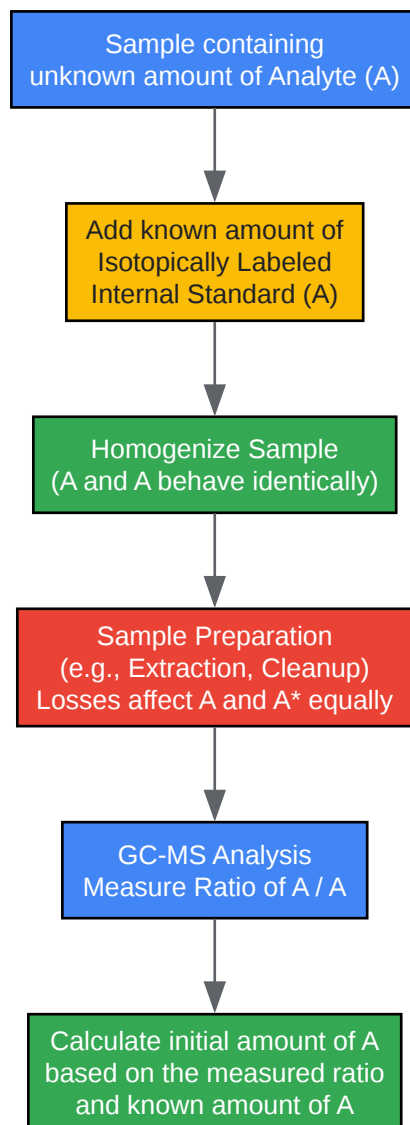 Sample containing
unknown amount of Analyte (A)
Add known amount of
Isotopically Labeled
Internal Standard (A)
Homogenize Sample
(A and A behave identically)
Sample Preparation
(e.g., Extraction, Cleanup)
Losses affect A and A* equally
GC-MS Analysis
Measure Ratio of A / A
Calculate initial amount of A
based on the measured ratio
and known amount of A